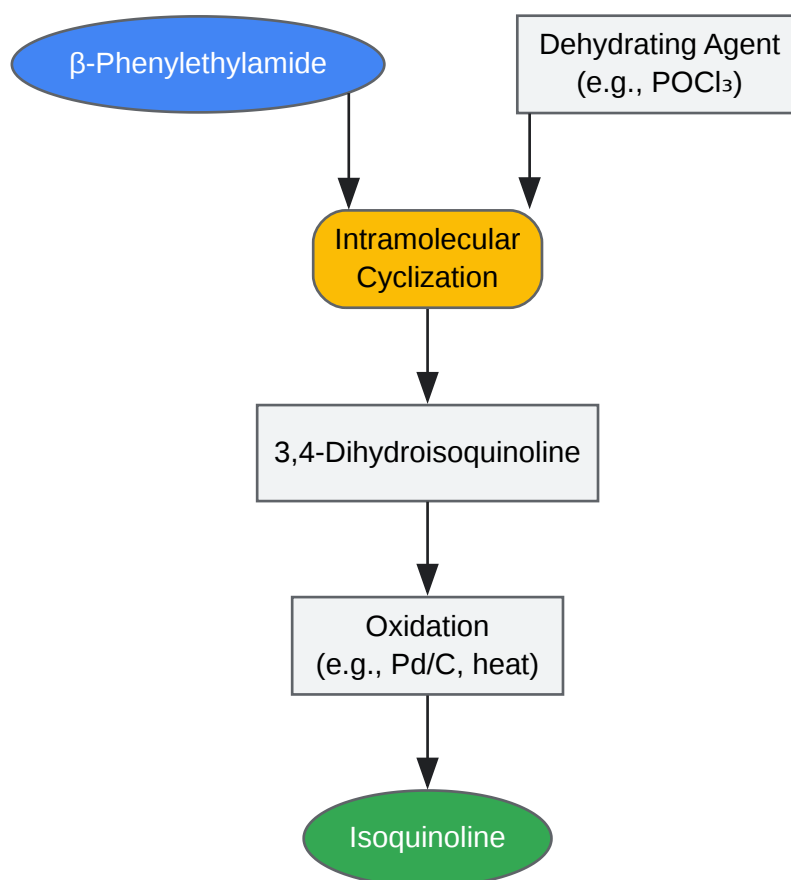 β-Phenylethylamide
Dehydrating Agent
(e.g., POCl₃)
Intramolecular
Cyclization
3,4-Dihydroisoquinoline
Oxidation
(e.g., Pd/C, heat)
Isoquinoline